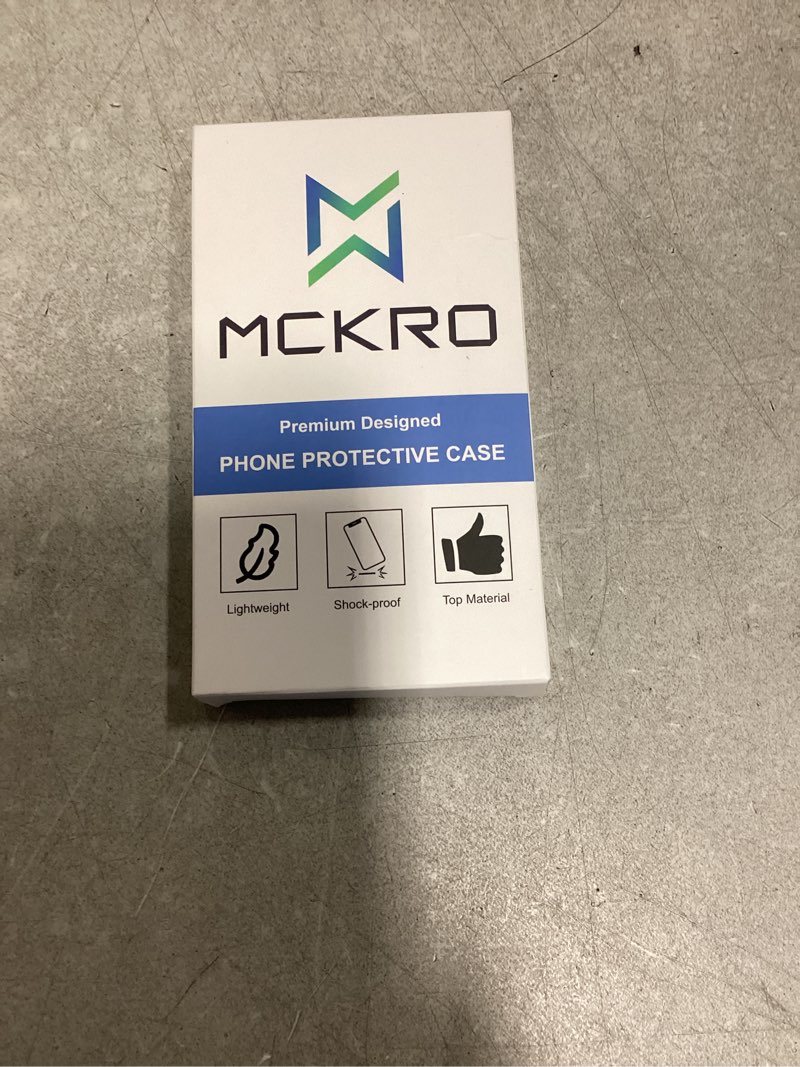 MCKRO
Premium Designed
PHONE PROTECTIVE CASE
Lightweight
Shock-proof
Top Material